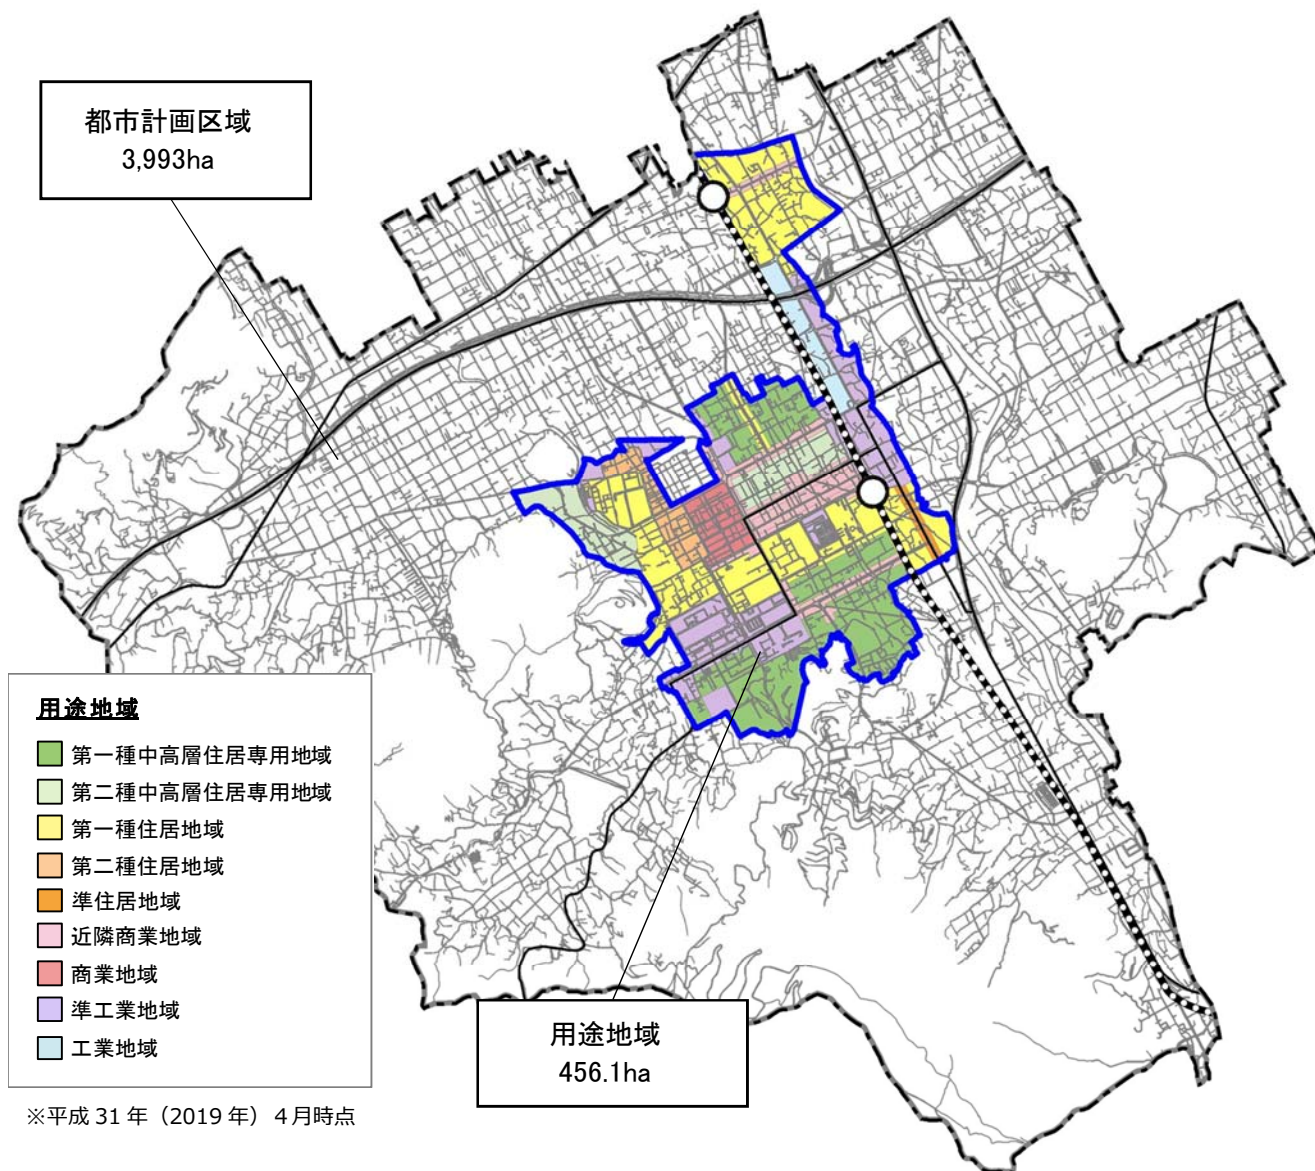 都市計画区域
3,993ha
用途地域
第一種中高層住居専用地域
第二種中高層住居専用地域
第一種住居地域
第二種住居地域
準住居地域
近隣商業地域
商業地域
準工業地域
工業地域
用途地域
456.1ha
※平成 31 年（2019 年）４月時点